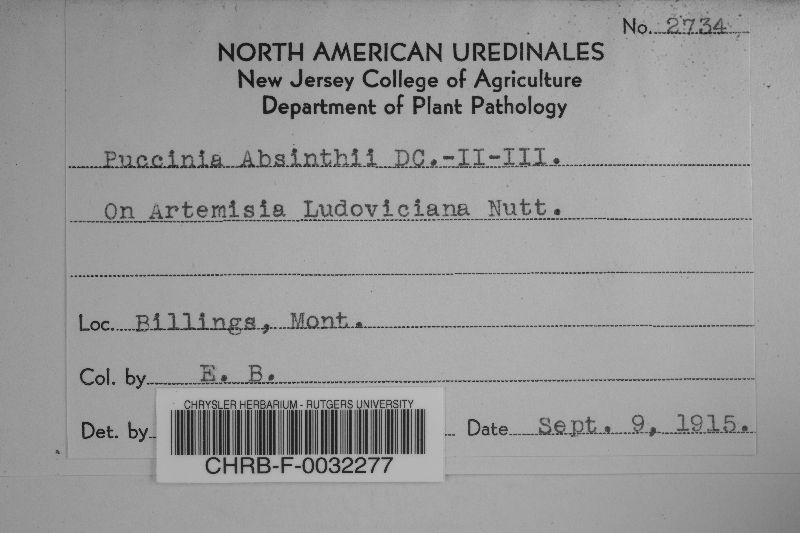 No. 2734
NORTH AMERICAN UREDINALES
New Jersey College of Agriculture
Department of Plant Pathology
Puccinia Absinthii DC.-II-III.
On Artemisia Ludoviciana Nutt.
Loc. Billings, Mont.
Col. by E. B.
Det. by
Date Sept. 9, 1915.
CHRYSLER HERBARIUM - RUTGERS UNIVERSITY
CHRB-F-0032277